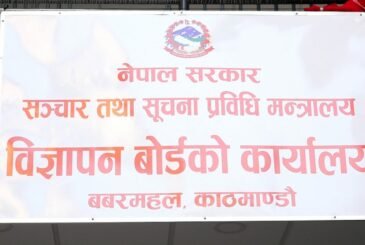 नेपाल सरकार
सञ्चार तथा सूचना प्रविधि मन्त्रालय
विज्ञापन बोर्डको कार्यालय
बबरमहल, काठमाण्डौ